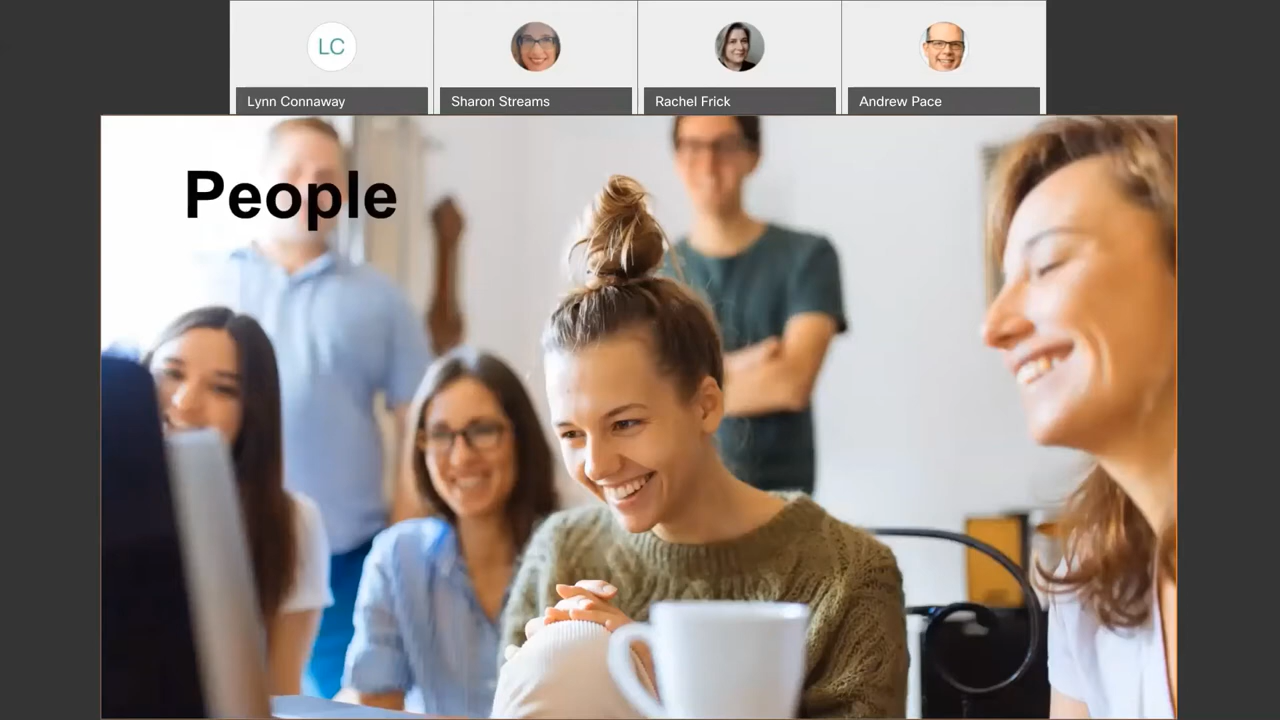 LC
Lynn Connaway
Sharon Streams
Rachel Frick
Andrew Pace
People